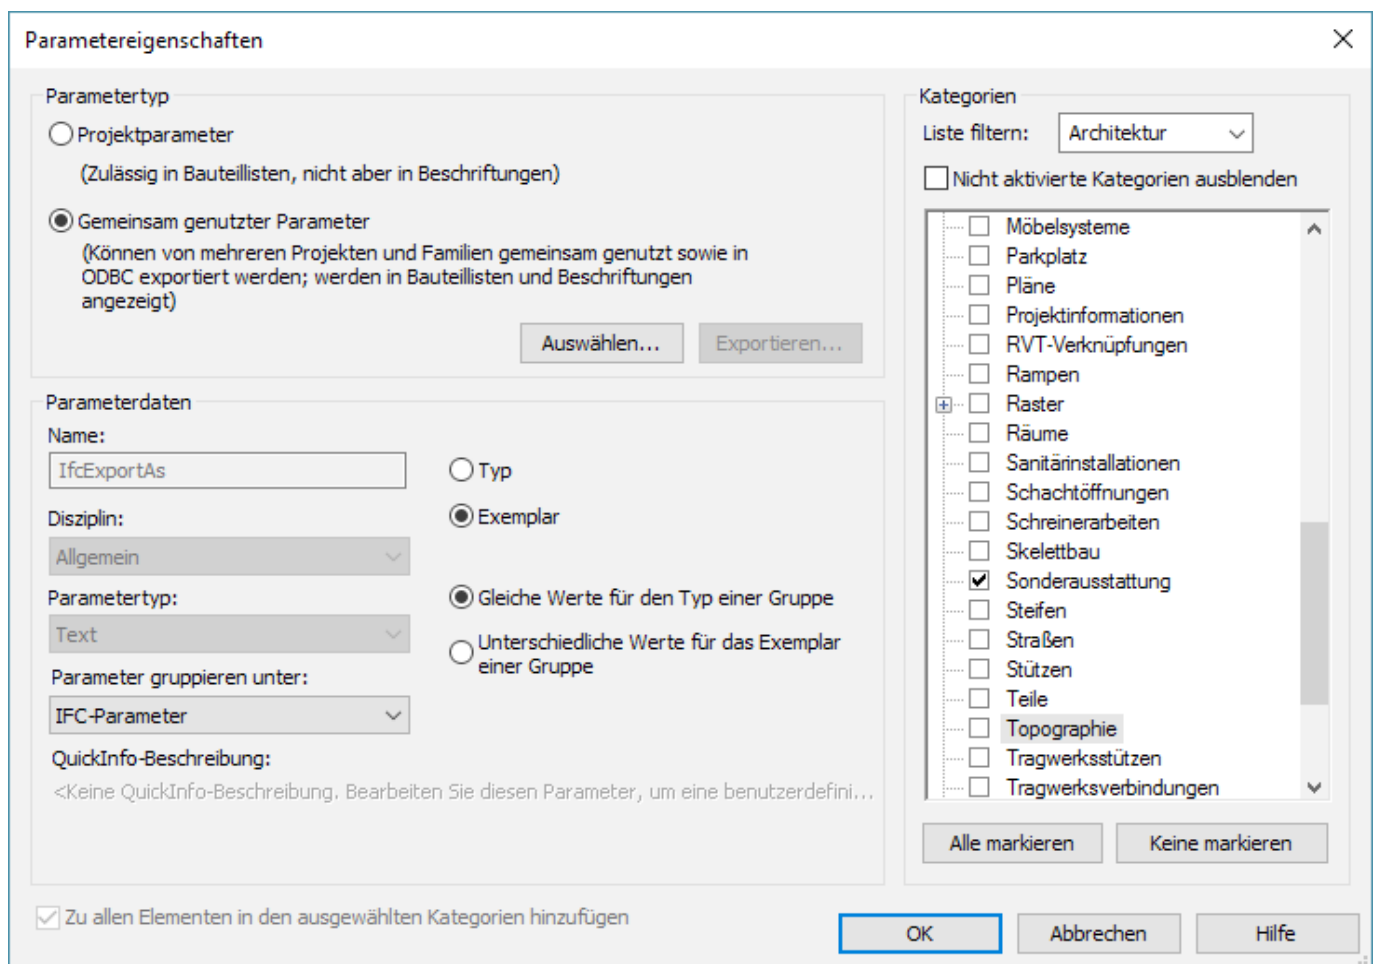 Parametereigenschaften
Parametertyp
Projektparameter
(Zulässig in Bauteillisten, nicht aber in Beschriftungen)
Gemeinsam genutzter Parameter
(Können von mehreren Projekten und Familien gemeinsam genutzt sowie in
ODBC exportiert werden; werden in Bauteillisten und Beschriftungen
angezeigt)
Auswählen...
Exportieren...
Parameterdaten
Name:
IfcExportAs
Typ
Disziplin:
Exemplar
Allgemein
Parametertyp:
Gleiche Werte für den Typ einer Gruppe
Text
Unterschiedliche Werte für das Exemplar
einer Gruppe
Parameter gruppieren unter:
IFC-Parameter
QuickInfo-Beschreibung:
<Keine QuickInfo-Beschreibung. Bearbeiten Sie diesen Parameter, um eine benutzerdefini...
Kategorien
Liste filtern:
Architektur
Nicht aktivierte Kategorien ausblenden
Möbelsysteme
Parkplatz
Pläne
Projektinformationen
RVT-Verknüpfungen
Rampen
Raster
Räume
Sanitärinstallationen
Schachtöffnungen
Schreinerarbeiten
Skelettbau
Sonderausstattung
Steifen
Straßen
Stützen
Teile
Topographie
Tragwerksstützen
Tragwerksverbindungen
Alle markieren
Keine markieren
Zu allen Elementen in den ausgewählten Kategorien hinzufügen
OK
Abbrechen
Hilfe